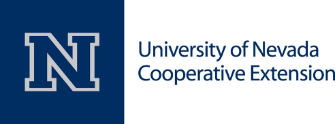 N
University of Nevada
Cooperative Extension